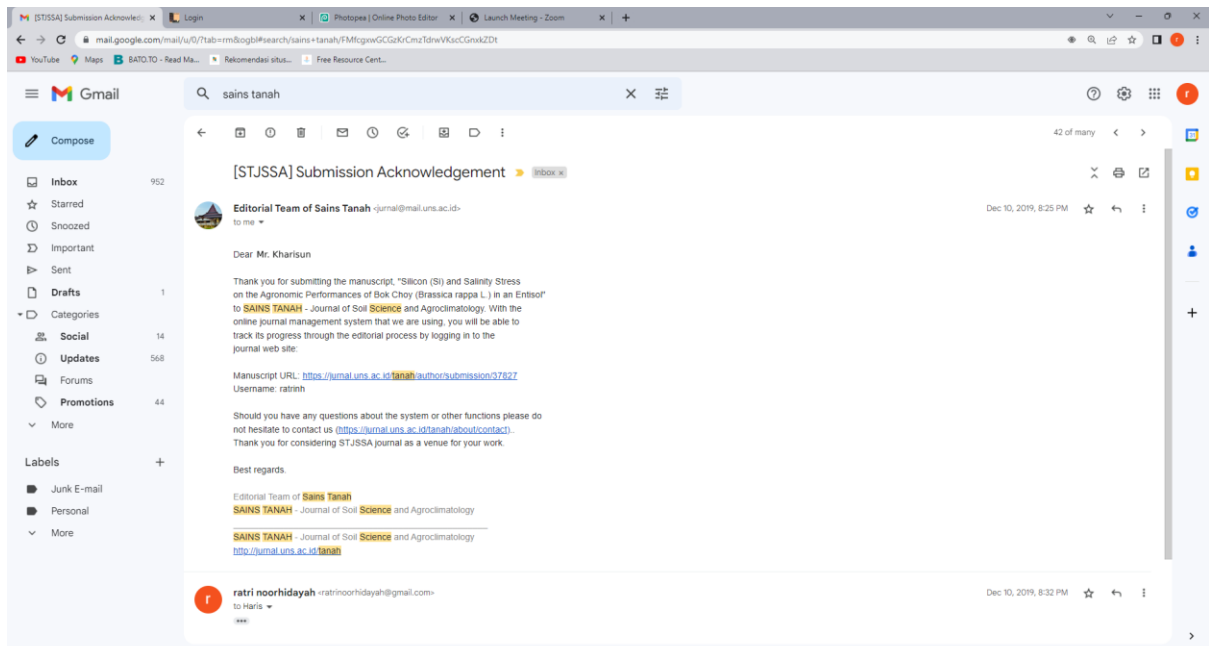 [STJSSA] Submission Acknowledge
Login
Photopea | Online Photo Editor
Launch Meeting - Zoom
mail.google.com/mail/u/0/?tab=rm&ogbl#search/sains+tanah/FMfcgxwGCGzKrCmzTdnwVKscCGnxkZDt
YouTube
Maps
BATO.TO - Read Ma...
Rekomendasi situs...
Free Resource Cent...
Gmail
sains tanah
Compose
42 of many
[STJSSA] Submission Acknowledgement
Inbox x
Inbox 952
Starred
Snoozed
Important
Sent
Drafts 1
Categories
Social 14
Updates 568
Forums
Promotions 44
More
Labels
Junk E-mail
Personal
More
Editorial Team of Sains Tanah <jurnal@mail.uns.ac.id>
Dec 10, 2019, 8:25 PM
to me
Dear Mr. Kharisun
Thank you for submitting the manuscript, "Silicon (Si) and Salinity Stress
on the Agronomic Performances of Bok Choy (Brassica rappa L.) in an Entisol"
to SAINS TANAH - Journal of Soil Science and Agroclimatology. With the
online journal management system that we are using, you will be able to
track its progress through the editorial process by logging in to the
journal web site:
Manuscript URL: https://jurnal.uns.ac.id/tanah/author/submission/37827
Username: ratrinh
Should you have any questions about the system or other functions please do
not hesitate to contact us (https://jurnal.uns.ac.id/tanah/about/contact)..
Thank you for considering STJSSA journal as a venue for your work.
Best regards.
Editorial Team of Sains Tanah
SAINS TANAH - Journal of Soil Science and Agroclimatology
SAINS TANAH - Journal of Soil Science and Agroclimatology
http://jurnal.uns.ac.id/tanah
r
ratri noorhidayah <ratrinoorhidayah@gmail.com>
Dec 10, 2019, 8:32 PM
to Haris